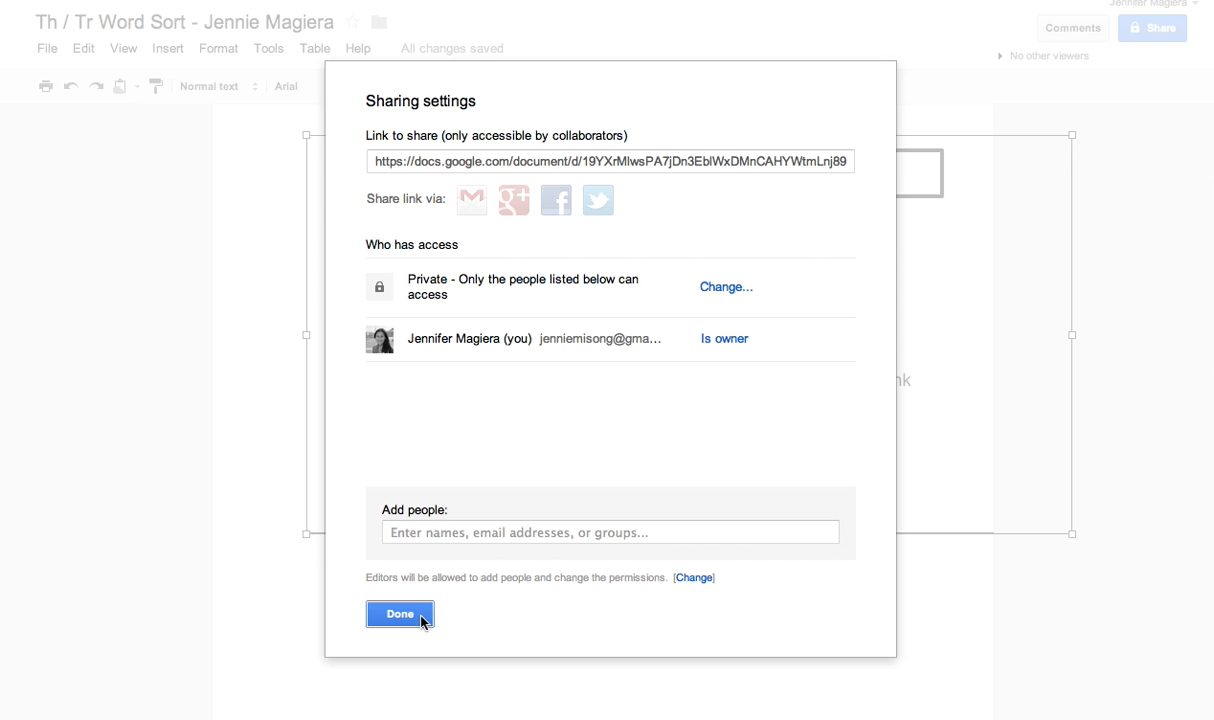 Jennifer Magiera
Th / Tr Word Sort - Jennie Magiera
Comments
Share
File Edit View Insert Format Tools Table Help All changes saved
No other viewers
Normal text Arial
Sharing settings
Link to share (only accessible by collaborators)
https://docs.google.com/document/d/19YXrMlwsPA7jDn3EblWxDMnCAHYWtmLnj89
Share link via:
Who has access
Private - Only the people listed below can
access
Change...
Jennifer Magiera (you) jenniemisong@gma... Is owner
nk
Add people:
Enter names, email addresses, or groups...
Editors will be allowed to add people and change the permissions. [Change]
Done